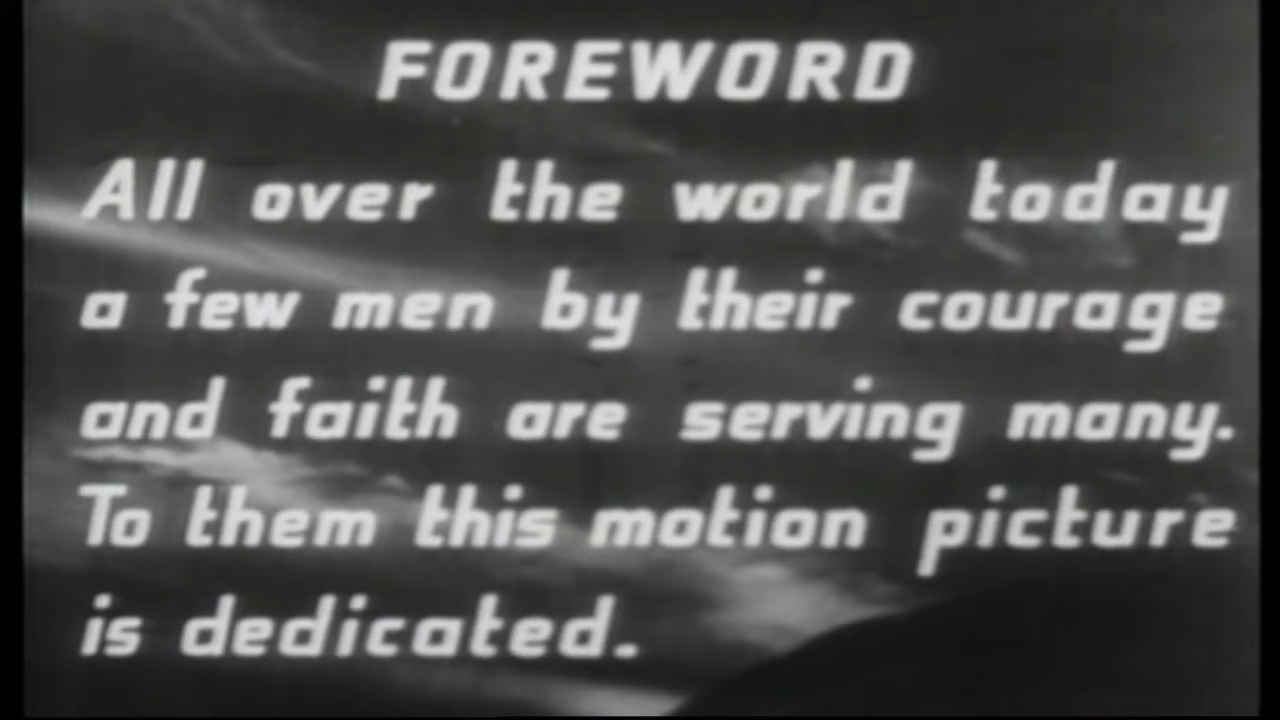 FOREWORD
All over the world today
a few men by their courage
and faith are serving many.
To them this motion picture
is dedicated.